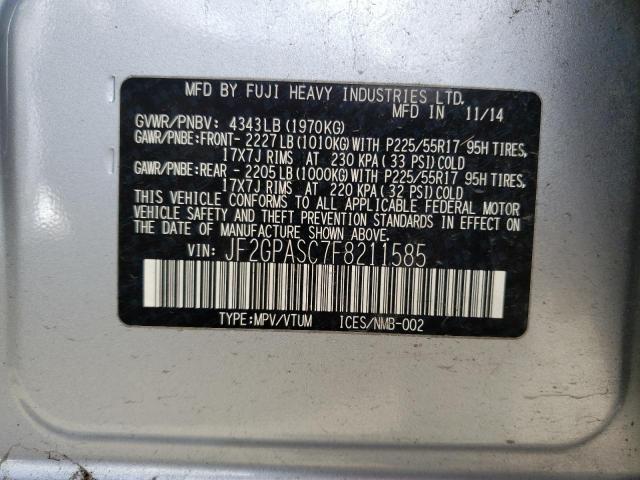 MFD BY FUJI HEAVY INDUSTRIES LTD.
MFD IN 11/14
GVWR/PNBV: 4343LB(1970KG)
GAWR/PNBE:FRONT- 2227LB(1010KG)WITH P225/55R17 95H TIRES,
17X7J RIMS AT 230 KPA(33 PSI)COLD
GAWR/PNBE:REAR - 2205LB(1000KG)WITH P225/55R17 95H TIRES,
17X7J RIMS AT 220 KPA(32 PSI)COLD
THIS VEHICLE CONFORMS TO ALL APPLICABLE FEDERAL MOTOR
VEHICLE SAFETY AND THEFT PREVENTION STANDARDS IN EFFECT ON
THE DATE OF MANUFACTURE SHOWN ABOVE.
VIN: JF2GPASC7F8211585
TYPE:MPV/VTUM ICES/NMB-002